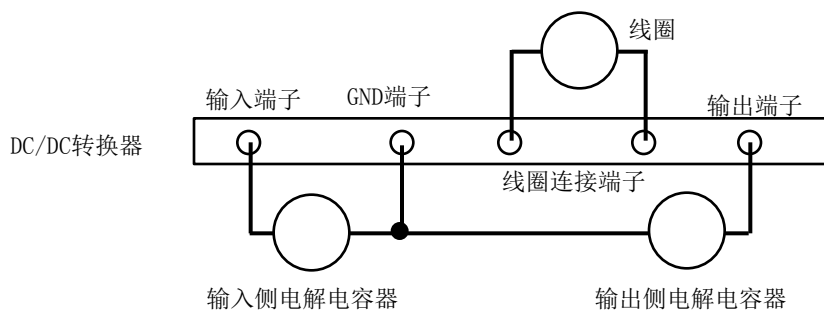 线圈
输入端子
GND端子
输出端子
DC/DC转换器
线圈连接端子
输入侧电解电容器
输出侧电解电容器